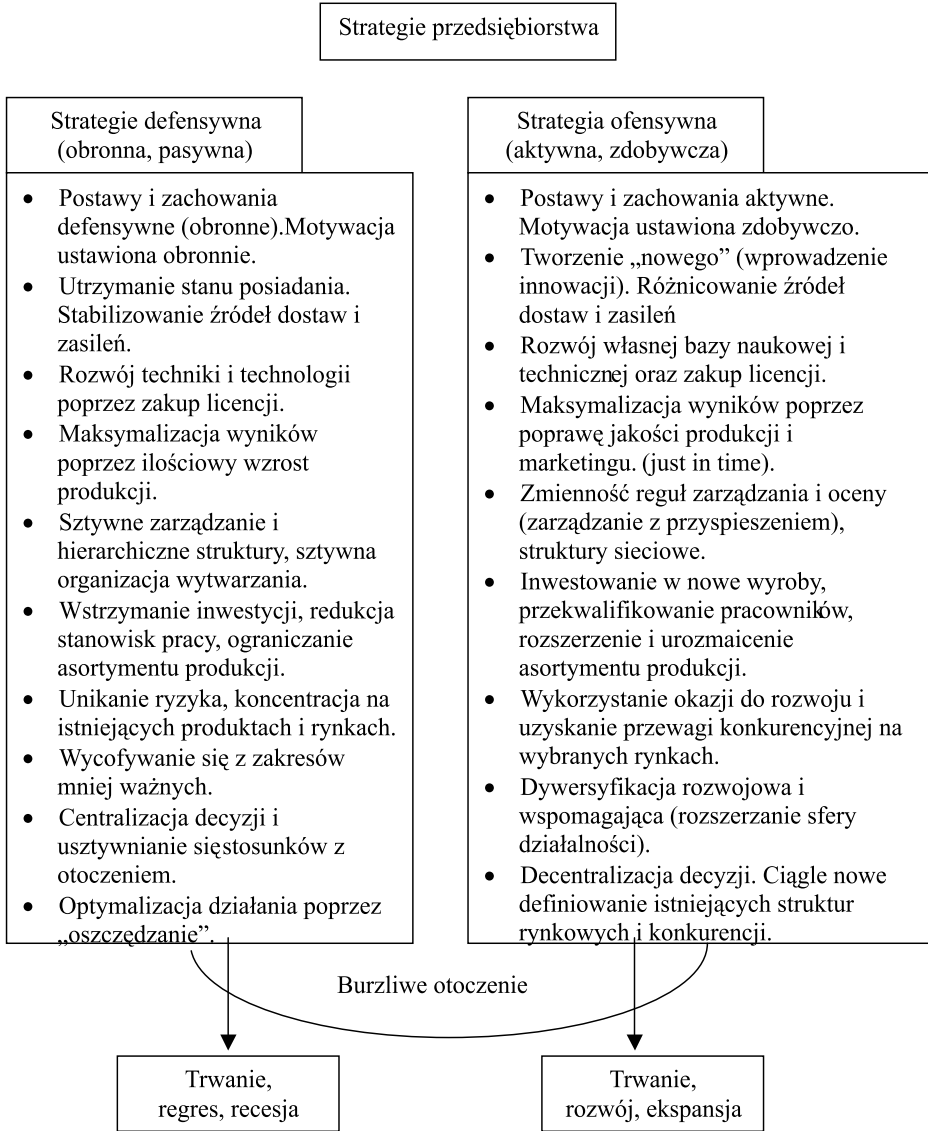 Strategie przedsiębiorstwa
Strategie defensywna
(obronna, pasywna)
• Postawy i zachowania
defensywne (obronne).Motywacja
ustawiona obronnie.
• Utrzymanie stanu posiadania.
Stabilizowanie źródeł dostaw i
zasileń.
• Rozwój techniki i technologii
poprzez zakup licencji.
• Maksymalizacja wyników
poprzez ilościowy wzrost
produkcji.
• Sztywne zarządzanie i
hierarchiczne struktury, sztywna
organizacja wytwarzania.
• Wstrzymanie inwestycji, redukcja
stanowisk pracy, ograniczanie
asortymentu produkcji.
• Unikanie ryzyka, koncentracja na
istniejących produktach i rynkach.
• Wycofywanie się z zakresów
mniej ważnych.
• Centralizacja decyzji i
usztywnianie sięstosunków z
otoczeniem.
• Optymalizacja działania poprzez
„oszczędzanie”.
Strategia ofensywna
(aktywna, zdobywcza)
• Postawy i zachowania aktywne.
Motywacja ustawiona zdobywczo.
• Tworzenie „nowego” (wprowadzenie
innowacji). Różnicowanie źródeł
dostaw i zasileń
• Rozwój własnej bazy naukowej i
technicznej oraz zakup licencji.
• Maksymalizacja wyników poprzez
poprawę jakości produkcji i
marketingu. (just in time).
• Zmienność reguł zarządzania i oceny
(zarządzanie z przyspieszeniem),
struktury sieciowe.
• Inwestowanie w nowe wyroby,
przekwalifikowanie pracowników,
rozszerzenie i urozmaicenie
asortymentu produkcji.
• Wykorzystanie okazji do rozwoju i
uzyskanie przewagi konkurencyjnej na
wybranych rynkach.
• Dywersyfikacja rozwojowa i
wspomagająca (rozszerzanie sfery
działalności).
• Decentralizacja decyzji. Ciągle nowe
definiowanie istniejących struktur
rynkowych i konkurencji.
Burzliwe otoczenie
Trwanie,
regres, recesja
Trwanie,
rozwój, ekspansja